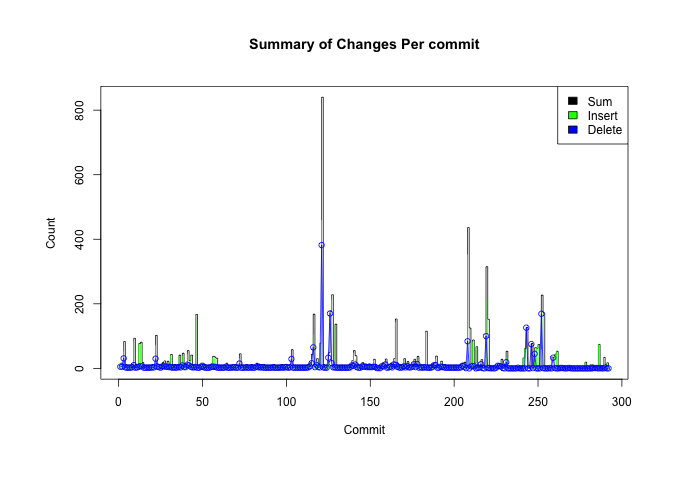 Summary of Changes Per commit
Sum
Insert
Delete
Count
800
600
400
200
0
0 50 100 150 200 250 300
Commit